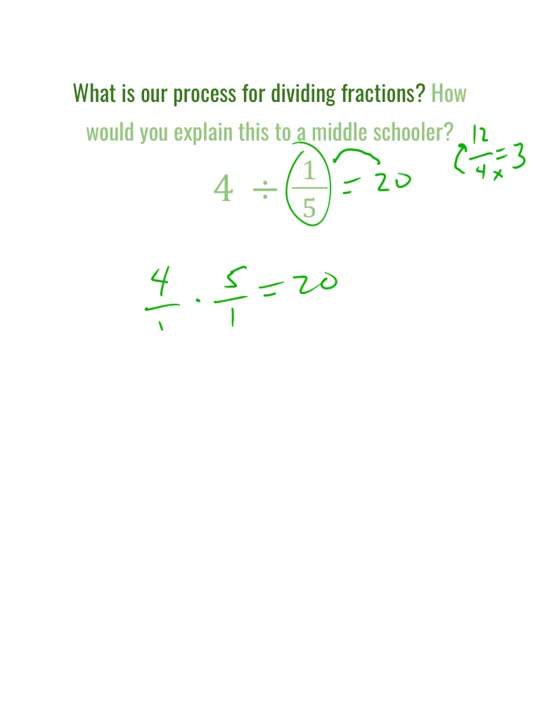 What is our process for dividing fractions? How
would you explain this to a middle schooler?
12/4 = 3
×
4 ÷ 1/5 = 20
4/1 · 5/1 = 20